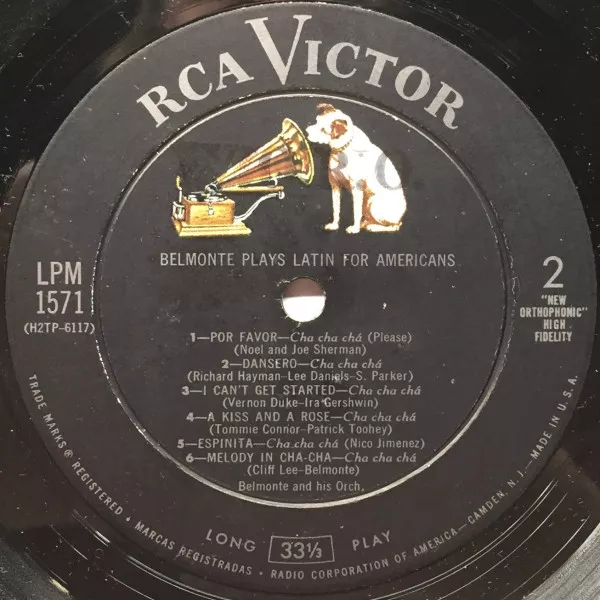 RCA VICTOR
BELMONTE PLAYS LATIN FOR AMERICANS
LPM
1571
(H2TP-6117)
2
"NEW
ORTHOPHONIC"
HIGH
FIDELITY
1—POR FAVOR—Cha cha chá (Please)
(Noel and Joe Sherman)
2—DANSERO—Cha cha chá
(Richard Hayman-Lee Daniels-S. Parker)
3—I CAN'T GET STARTED—Cha cha chá
(Vernon Duke-Ira Gershwin)
4—A KISS AND A ROSE—Cha cha chá
(Tommie Connor-Patrick Toohey)
5—ESPINITA—Cha cha chá (Nico Jimenez)
6—MELODY IN CHA-CHA—Cha cha chá
(Cliff Lee-Belmonte)
Belmonte and his Orch.
LONG 33⅓ PLAY
TRADE MARKS ® REGISTERED • MARCAS REGISTRADAS • RADIO CORPORATION OF AMERICA—CAMDEN, N.J.—MADE IN U.S.A.